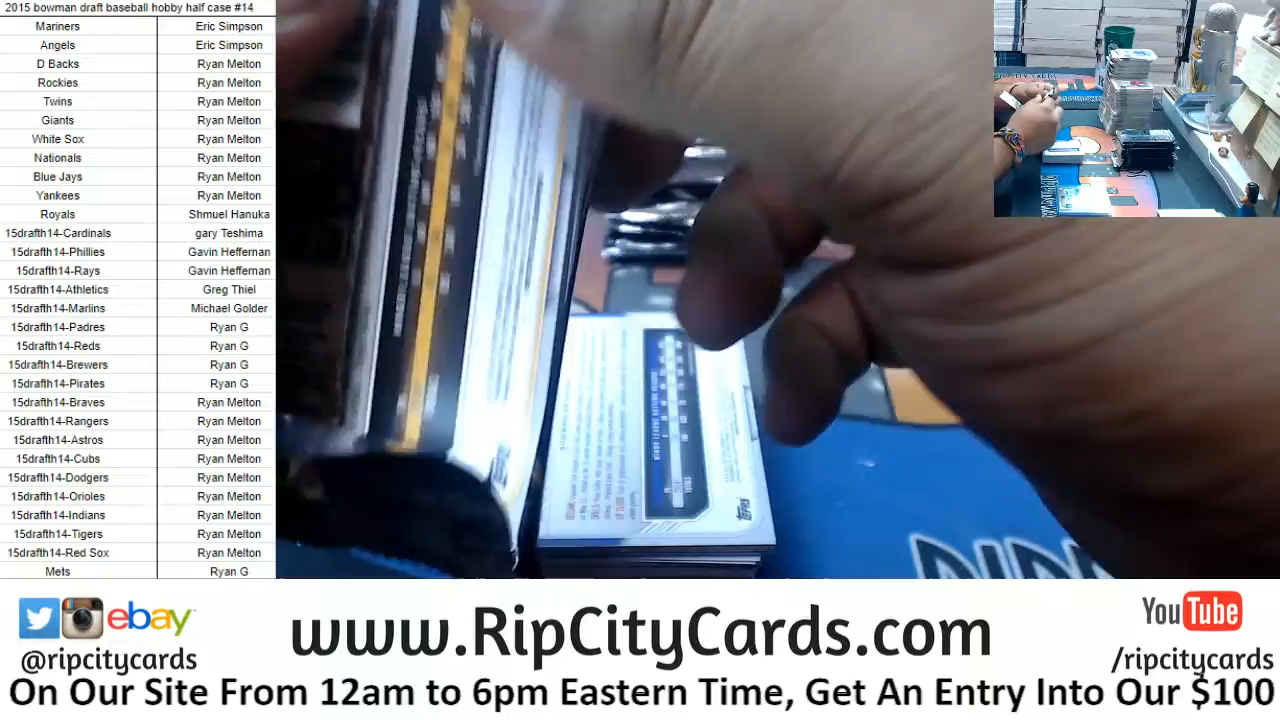 2015 bowman draft baseball hobby half case #14
Mariners Eric Simpson
Angels Eric Simpson
D Backs Ryan Melton
Rockies Ryan Melton
Twins Ryan Melton
Giants Ryan Melton
White Sox Ryan Melton
Nationals Ryan Melton
Blue Jays Ryan Melton
Yankees Ryan Melton
Royals Shmuel Hanuka
15drafth14-Cardinals gary Teshima
15drafth14-Phillies Gavin Heffernan
15drafth14-Rays Gavin Heffernan
15drafth14-Athletics Greg Thiel
15drafth14-Marlins Michael Golder
15drafth14-Padres Ryan G
15drafth14-Reds Ryan G
15drafth14-Brewers Ryan G
15drafth14-Pirates Ryan G
15drafth14-Braves Ryan Melton
15drafth14-Rangers Ryan Melton
15drafth14-Astros Ryan Melton
15drafth14-Cubs Ryan Melton
15drafth14-Dodgers Ryan Melton
15drafth14-Orioles Ryan Melton
15drafth14-Indians Ryan Melton
15drafth14-Tigers Ryan Melton
15drafth14-Red Sox Ryan Melton
Mets Ryan G
Topps
ebay
@ripcitycards
www.RipCityCards.com
YouTube
/ripcitycards
On Our Site From 12am to 6pm Eastern Time, Get An Entry Into Our $100